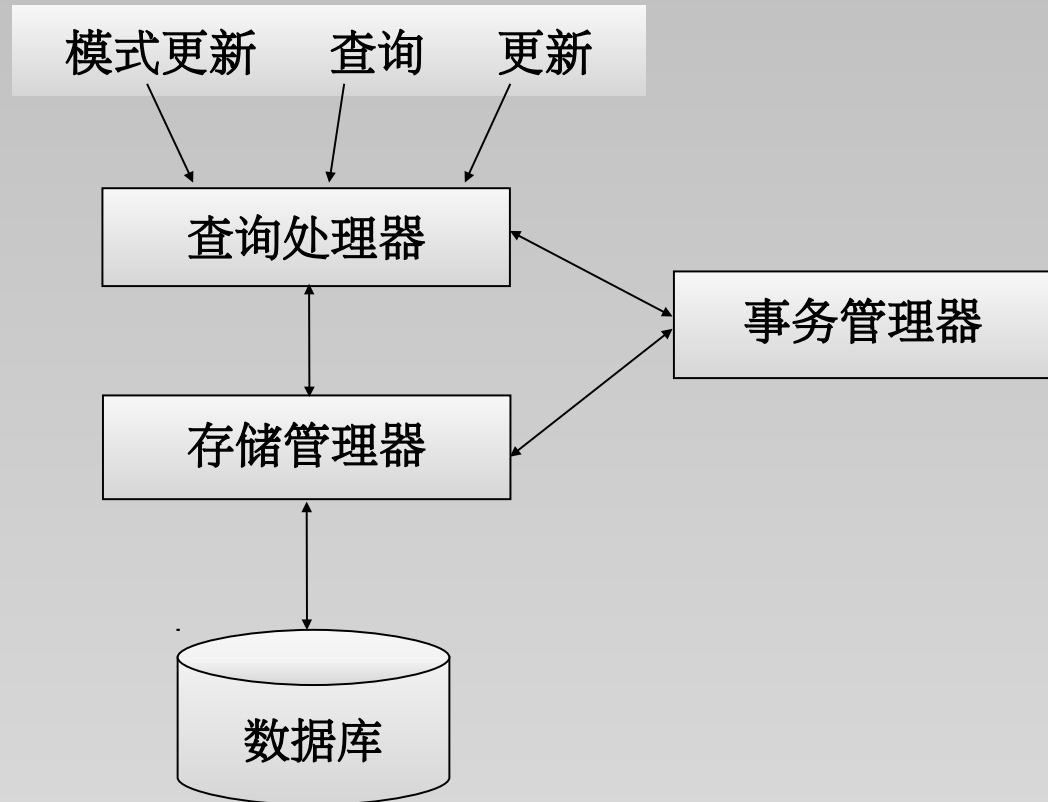 模式更新 查询 更新
查询处理器
事务管理器
存储管理器
数据库